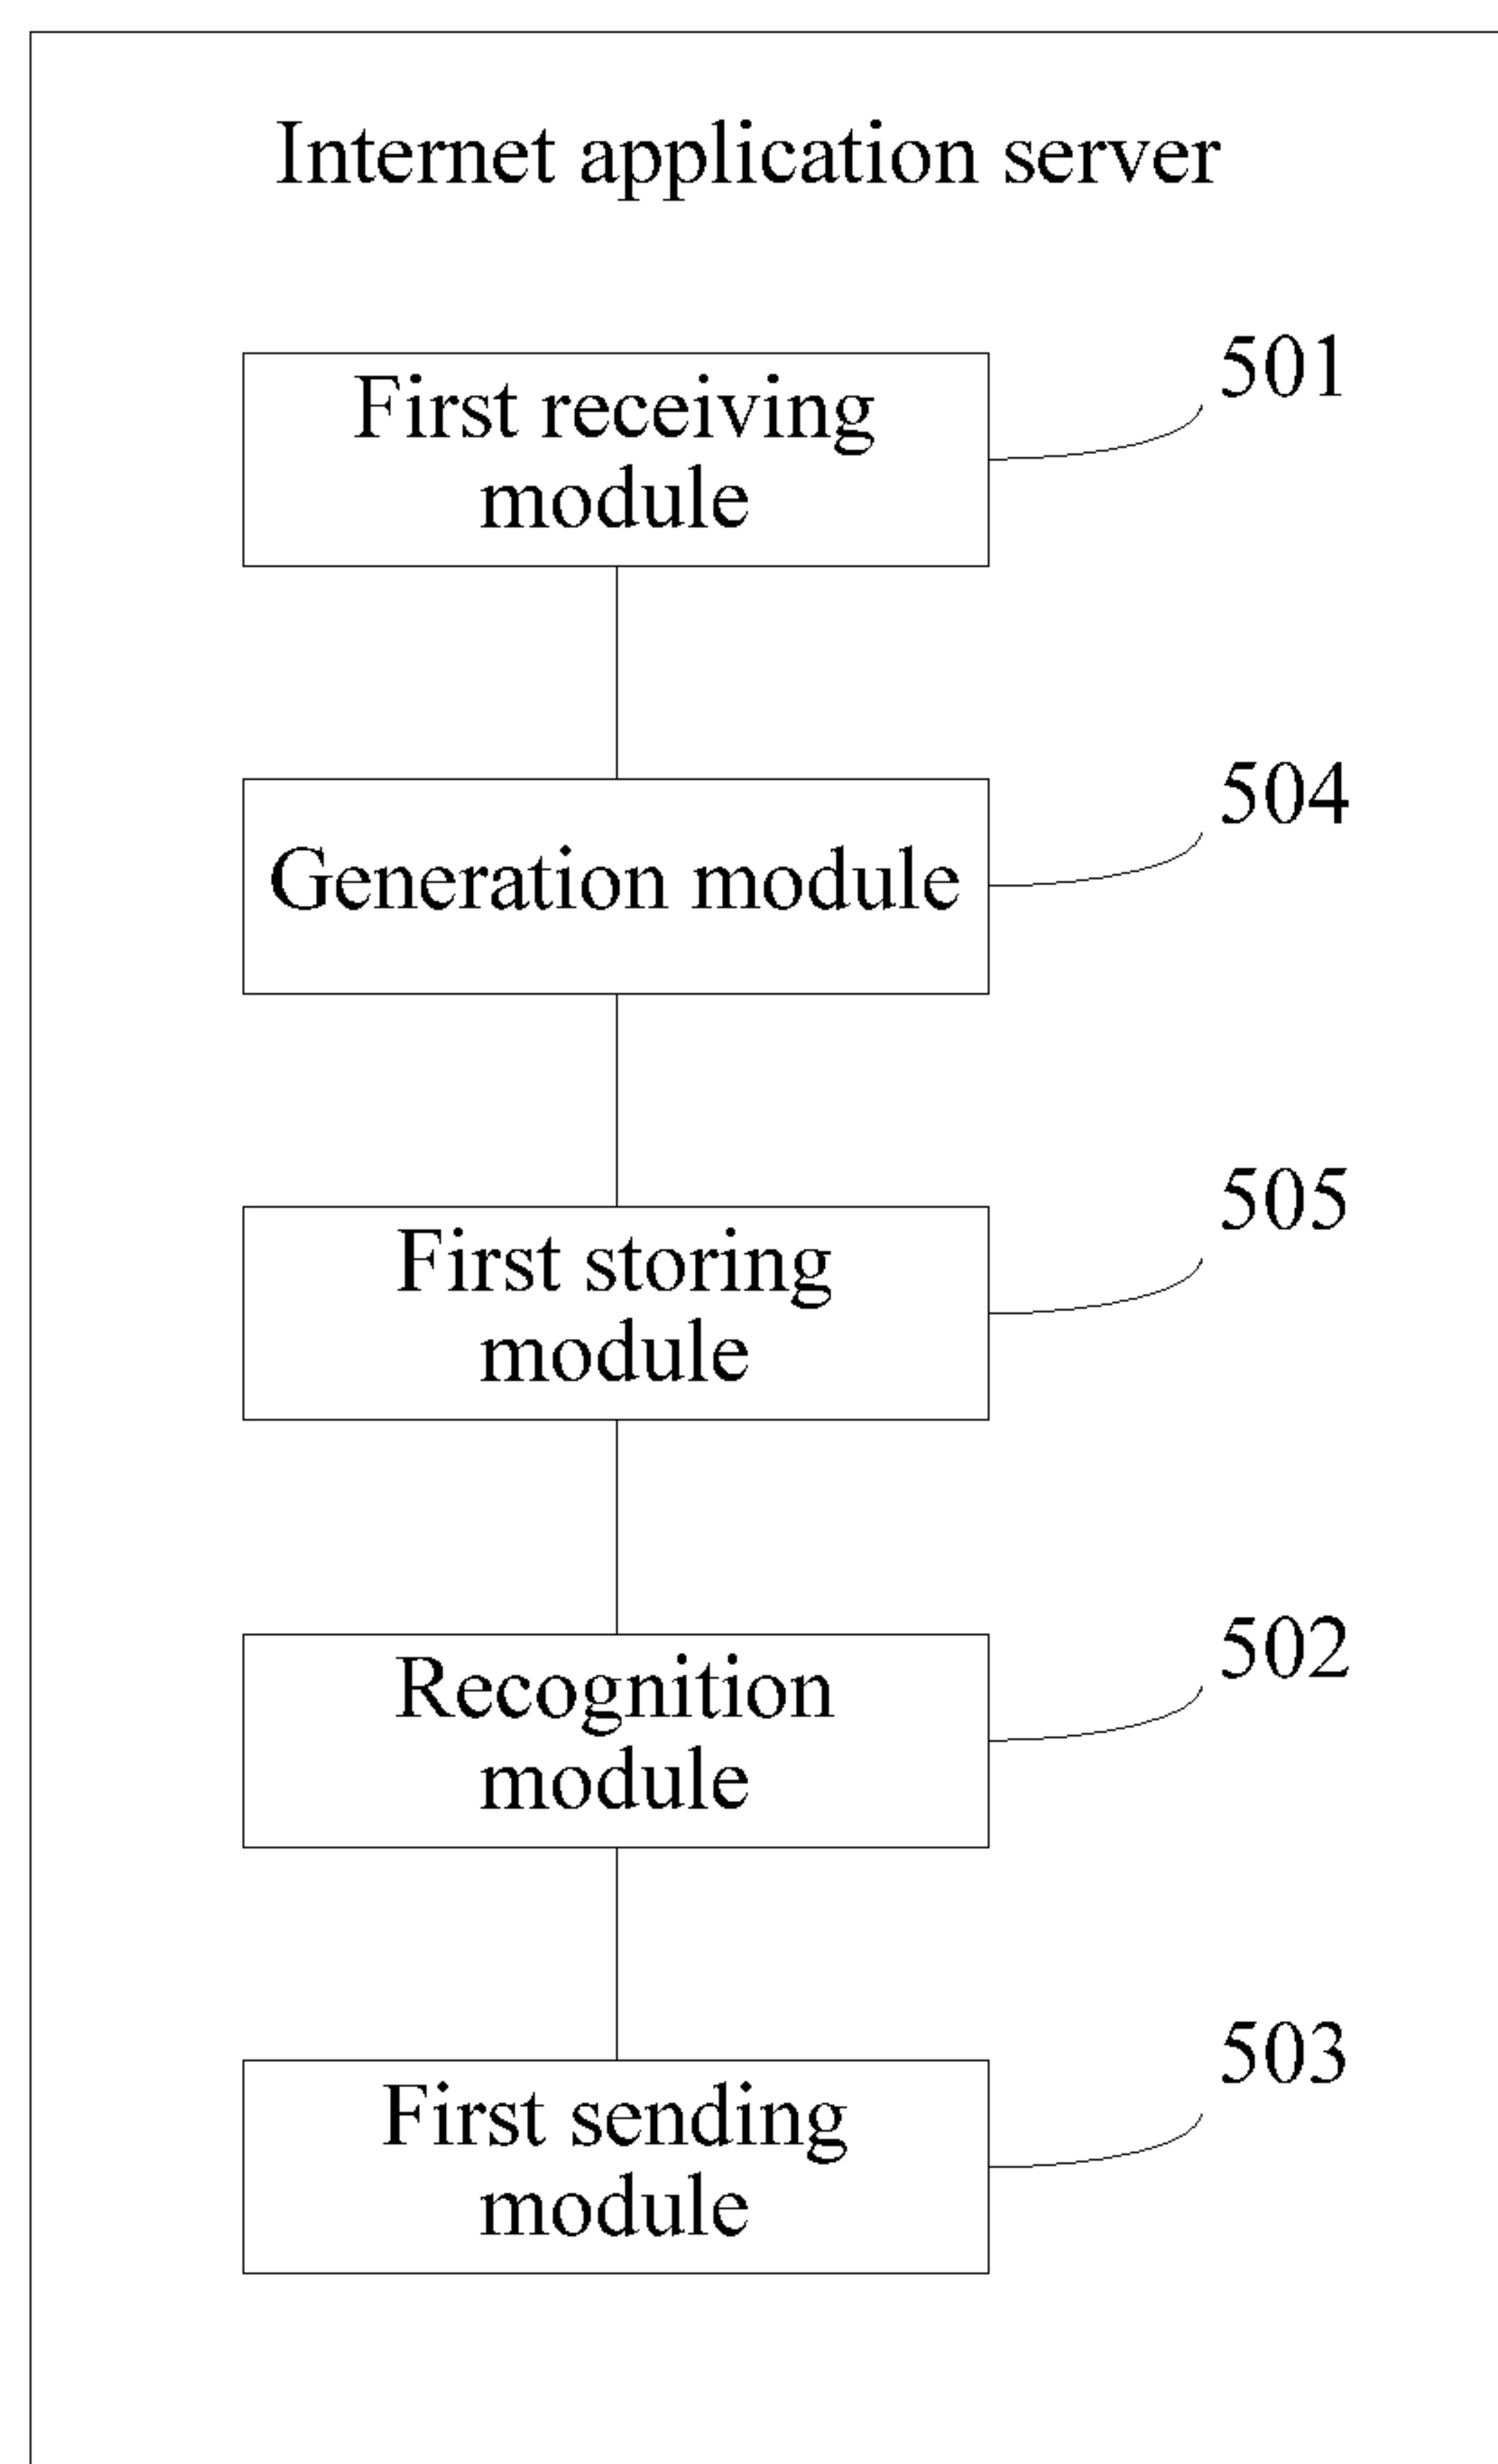 Internet application server
501
First receiving
module
504
Generation module
505
First storing
module
502
Recognition
module
503
First sending
module